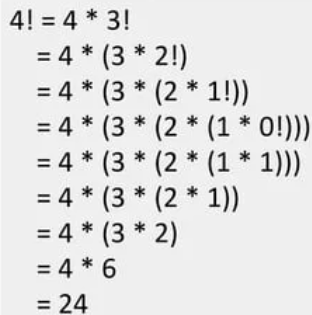 4! = 4 * 3!
= 4 * (3 * 2!)
= 4 * (3 * (2 * 1!))
= 4 * (3 * (2 * (1 * 0!)))
= 4 * (3 * (2 * (1 * 1)))
= 4 * (3 * (2 * 1))
= 4 * (3 * 2)
= 4 * 6
= 24